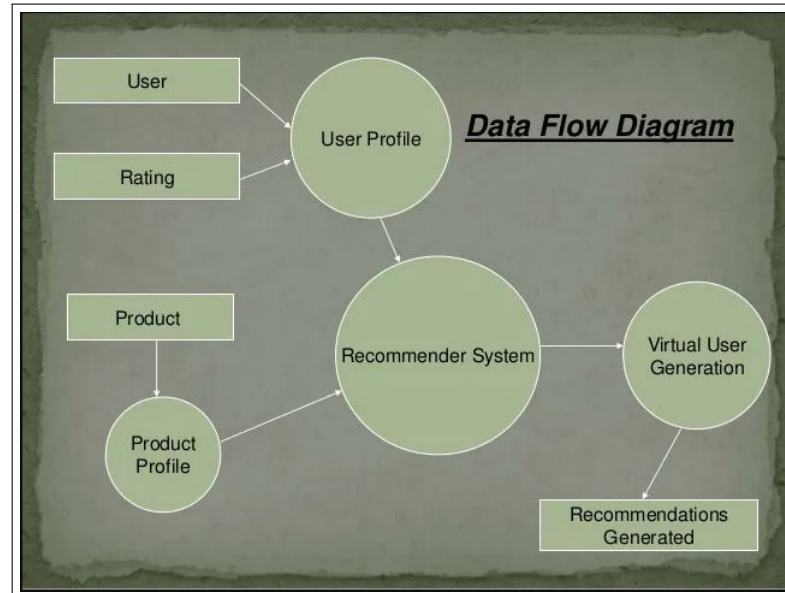 User
User Profile
Data Flow Diagram
Rating
Product
Recommender System
Virtual User
Generation
Product
Profile
Recommendations
Generated